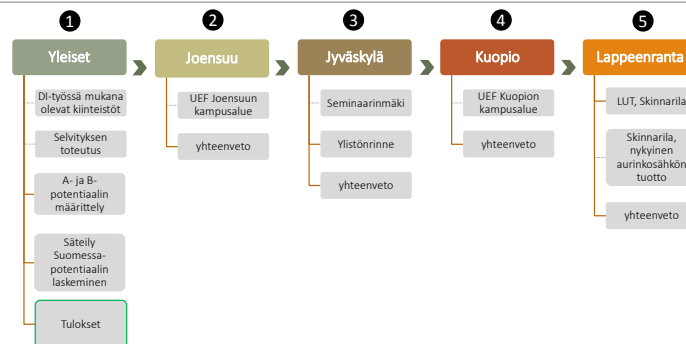 1
Yleiset
DI-työssä mukana
olevat kiinteistöt
Selvityksen
toteutus
A- ja B-
potentiaalin
määrittely
Säteily
Suomessa-
potentiaalin
laskeminen
Tulokset
2
Joensuu
UEF Joensuun
kampusalue
yhteenveto
3
Jyväskylä
Seminaarinmäki
Ylistönrinne
yhteenveto
4
Kuopio
UEF Kuopion
kampusalue
yhteenveto
5
Lappeenranta
LUT, Skinnarila
Skinnarila,
nykyinen
aurinkosähkön
tuotto
yhteenveto